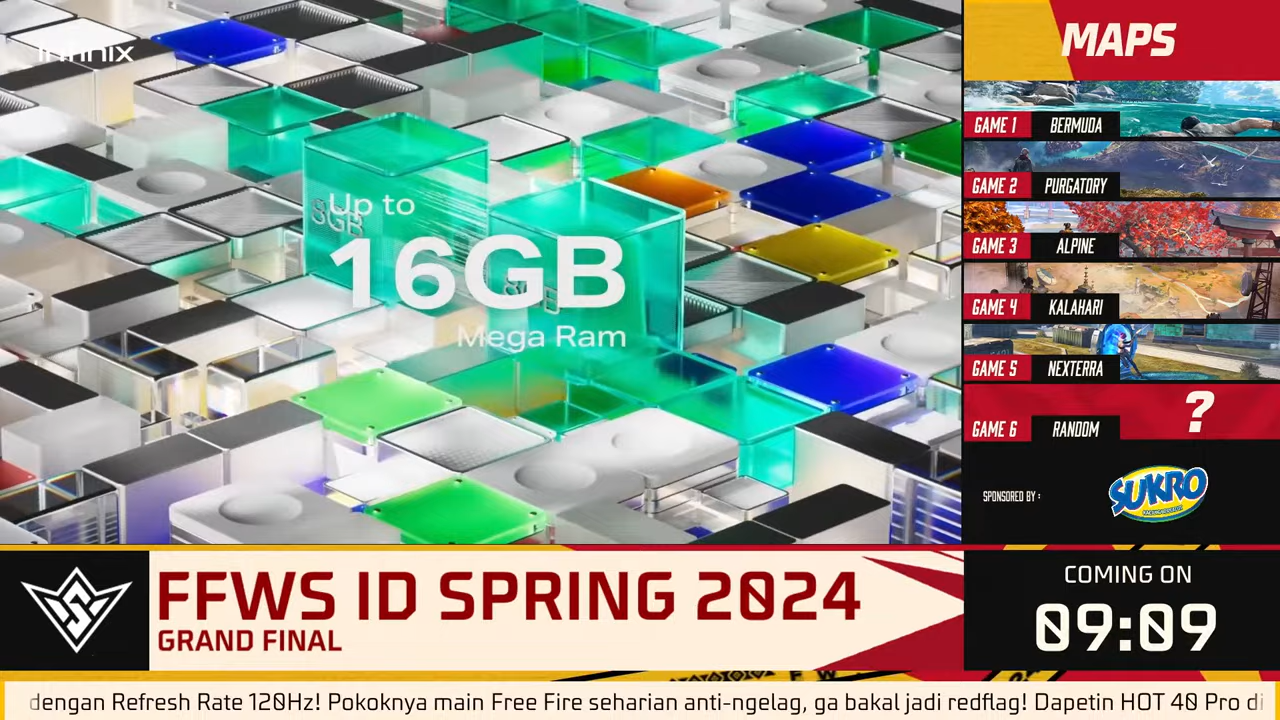 Infinix
Up to
8GB
16GB
Mega Ram
MAPS
GAME 1 BERMUDA
GAME 2 PURGATORY
GAME 3 ALPINE
GAME 4 KALAHARI
GAME 5 NEXTERRA
GAME 6 RANDOM ?
SPONSORED BY :
SUKRO
FFWS ID SPRING 2024
GRAND FINAL
COMING ON
09:09
dengan Refresh Rate 120Hz! Pokoknya main Free Fire seharian anti-ngelag, ga bakal jadi redflag! Dapetin HOT 40 Pro di